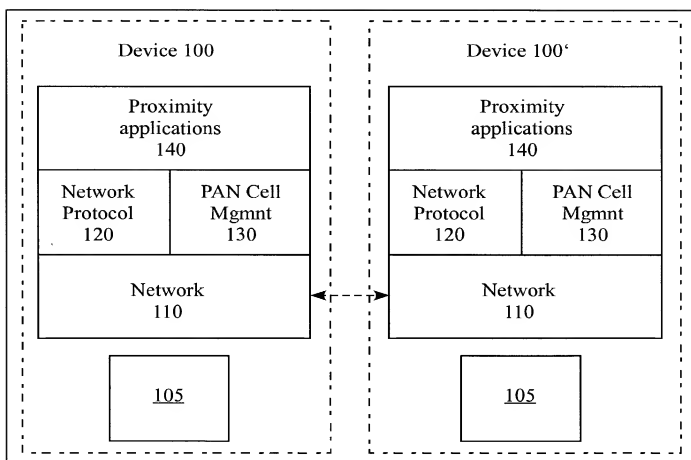 Device 100
Proximity
applications
140
Network
Protocol
120
PAN Cell
Mgmnt
130
Network
110
105
Device 100‘
Proximity
applications
140
Network
Protocol
120
PAN Cell
Mgmnt
130
Network
110
105